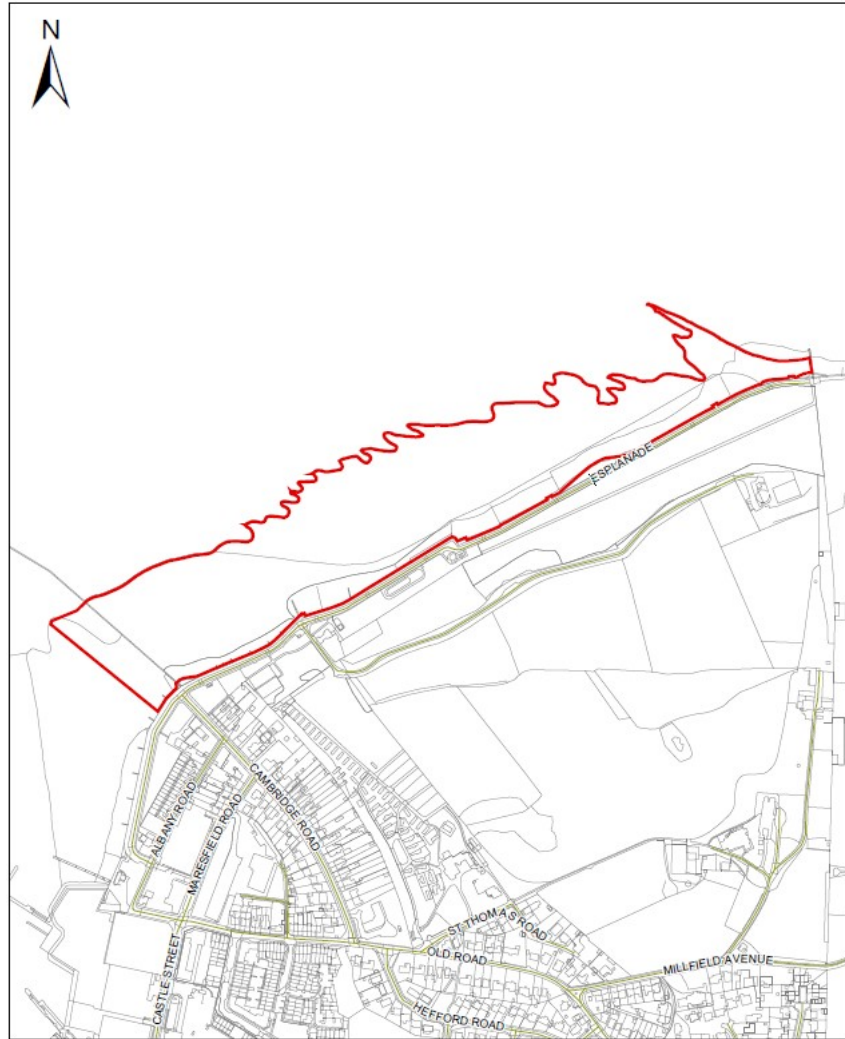 N
ESPLANADE
CAMBRIDGE ROAD
ALBANY ROAD
MARESFIELD ROAD
ST THOMAS ROAD
OLD ROAD
MILLFIELD AVENUE
CASTLE STREET
HEFFORD ROAD